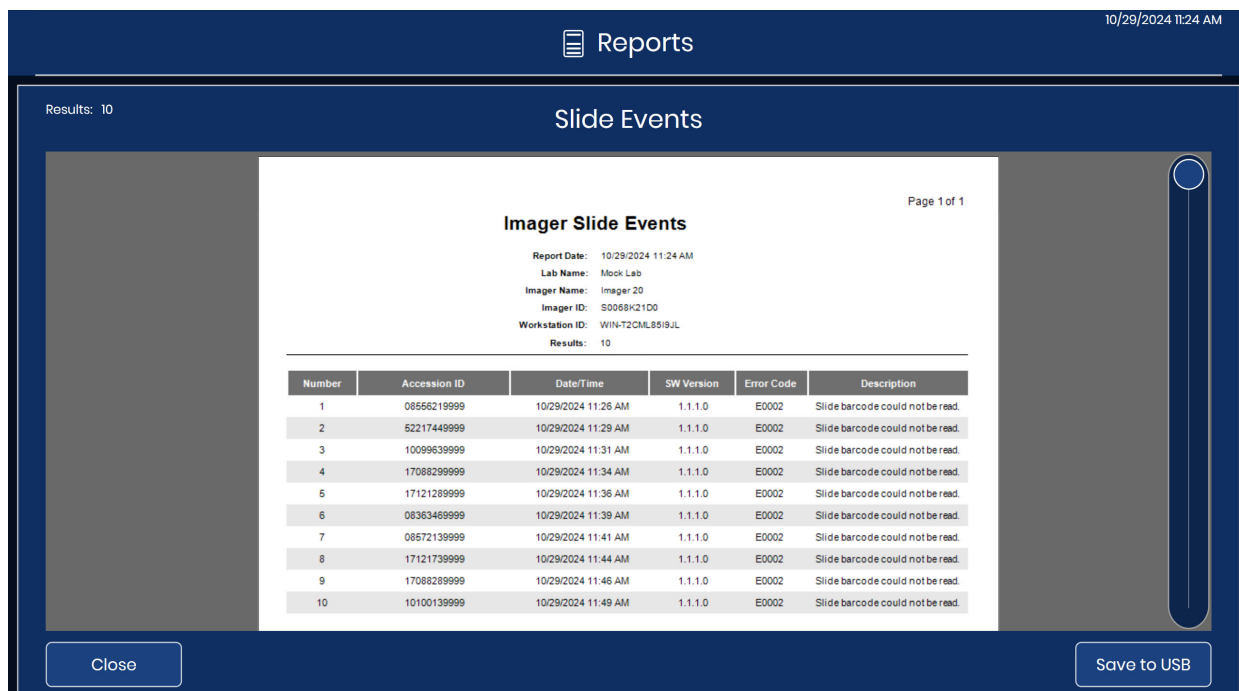 10/29/2024 11:24 AM
Reports
Results: 10
Slide Events
Page 1 of 1
Imager Slide Events
Report Date: 10/29/2024 11:24 AM
Lab Name: Mock Lab
Imager Name: Imager 20
Imager ID: S0068K21D0
Workstation ID: WIN-T2CML85I9JL
Results: 10
Number Accession ID Date/Time SW Version Error Code Description
1 08556219999 10/29/2024 11:26 AM 1.1.1.0 E0002 Slide barcode could not be read.
2 52217449999 10/29/2024 11:29 AM 1.1.1.0 E0002 Slide barcode could not be read.
3 10099639999 10/29/2024 11:31 AM 1.1.1.0 E0002 Slide barcode could not be read.
4 17088299999 10/29/2024 11:34 AM 1.1.1.0 E0002 Slide barcode could not be read.
5 17121289999 10/29/2024 11:36 AM 1.1.1.0 E0002 Slide barcode could not be read.
6 08363469999 10/29/2024 11:39 AM 1.1.1.0 E0002 Slide barcode could not be read.
7 08572139999 10/29/2024 11:41 AM 1.1.1.0 E0002 Slide barcode could not be read.
8 17121739999 10/29/2024 11:44 AM 1.1.1.0 E0002 Slide barcode could not be read.
9 17088289999 10/29/2024 11:46 AM 1.1.1.0 E0002 Slide barcode could not be read.
10 10100139999 10/29/2024 11:49 AM 1.1.1.0 E0002 Slide barcode could not be read.
Close
Save to USB